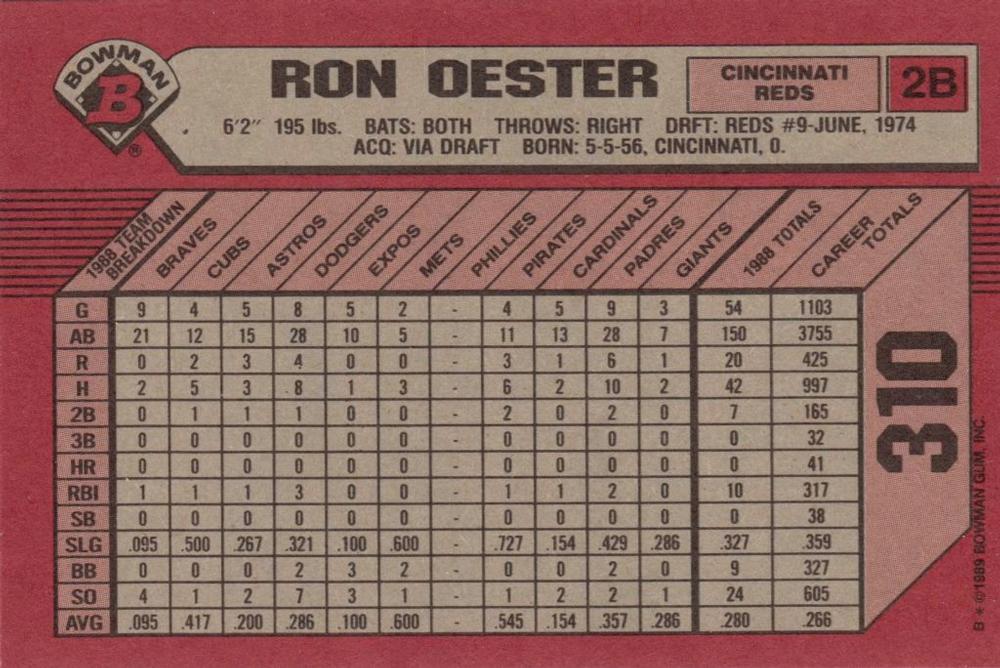 BOWMAN
B
®
RON OESTER
CINCINNATI
REDS
2B
6'2" 195 lbs. BATS: BOTH THROWS: RIGHT DRFT: REDS #9-JUNE, 1974
ACQ: VIA DRAFT BORN: 5-5-56, CINCINNATI, O.
1988 TEAM BREAKDOWN BRAVES CUBS ASTROS DODGERS EXPOS METS PHILLIES PIRATES CARDINALS PADRES GIANTS 1988 TOTALS CAREER TOTALS
G 9 4 5 8 5 2 - 4 5 9 3 54 1103
AB 21 12 15 28 10 5 - 11 13 28 7 150 3755
R 0 2 3 4 0 0 - 3 1 6 1 20 425
H 2 5 3 8 1 3 - 6 2 10 2 42 997
2B 0 1 1 1 0 0 - 2 0 2 0 7 165
3B 0 0 0 0 0 0 - 0 0 0 0 0 32
HR 0 0 0 0 0 0 - 0 0 0 0 0 41
RBI 1 1 1 3 0 0 - 1 1 2 0 10 317
SB 0 0 0 0 0 0 - 0 0 0 0 0 38
SLG .095 .500 .267 .321 .100 .600 - .727 .154 .429 .286 .327 .359
BB 0 0 0 2 3 2 - 0 0 2 0 9 327
SO 4 1 2 7 3 1 - 1 2 2 1 24 605
AVG .095 .417 .200 .286 .100 .600 - .545 .154 .357 .286 .280 .266
310
B * © 1989 BOWMAN GUM, INC.